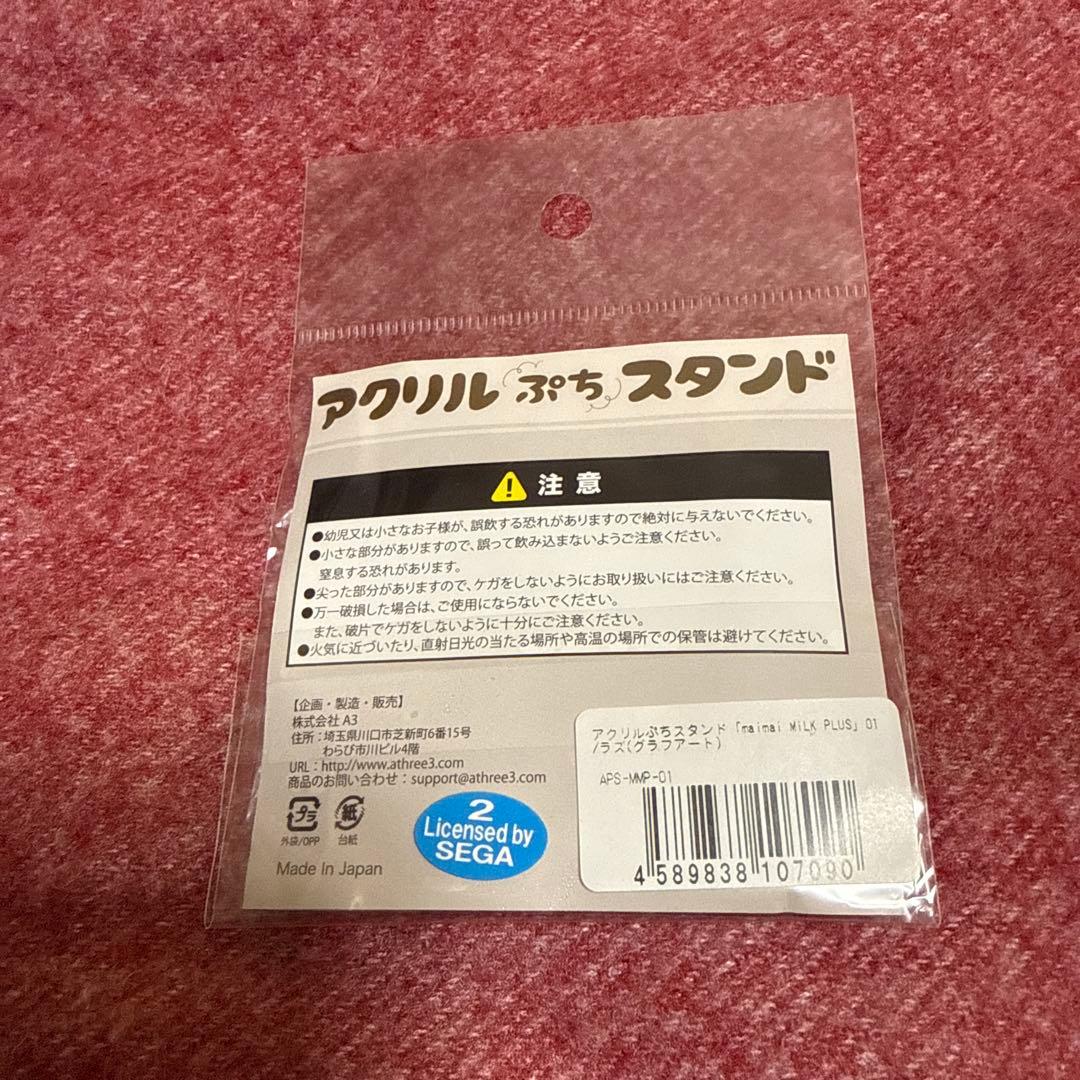 アクリルぷちスタンド
注意
●幼児又は小さなお子様が、誤飲する恐れがありますので絶対に与えないでください。
●小さな部分がありますので、誤って飲み込まないようご注意ください。
窒息する恐れがあります。
●尖った部分がありますので、ケガをしないようにお取り扱いにはご注意ください。
●万一破損した場合は、ご使用にならないでください。
また、破片でケガをしないように十分にご注意ください。
●火気に近づいたり、直射日光の当たる場所や高温の場所での保管は避けてください。
【企画・製造・販売】
株式会社 A3
住所：埼玉県川口市芝新町6番15号
わらび市川ビル4階
URL：http://www.athree3.com
商品のお問い合わせ：support@athree3.com
プラ
外袋/OPP
紙
台紙
Made In Japan
2
Licensed by
SEGA
アクリルぷちスタンド「maimai MiLK PLUS」01
/ラズ(グラフアート)
APS-MMP-01
4 589838 107090